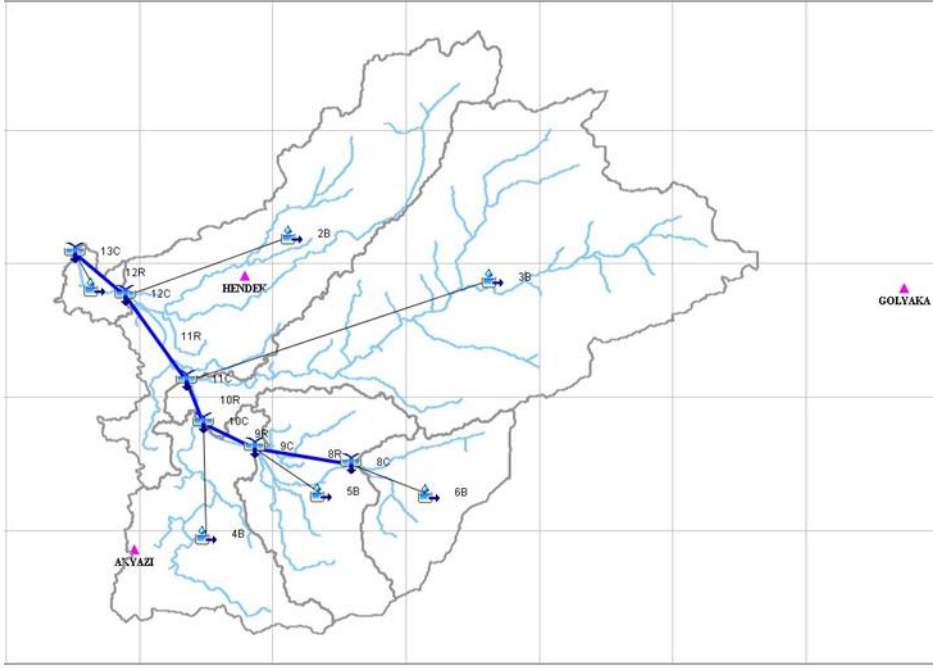 2B
13C
12R
12C
HENDEK
3B
GOLYAKA
11R
11C
10R
10C
9R
9C
8R
8C
5B
6B
4B
AKYAZI